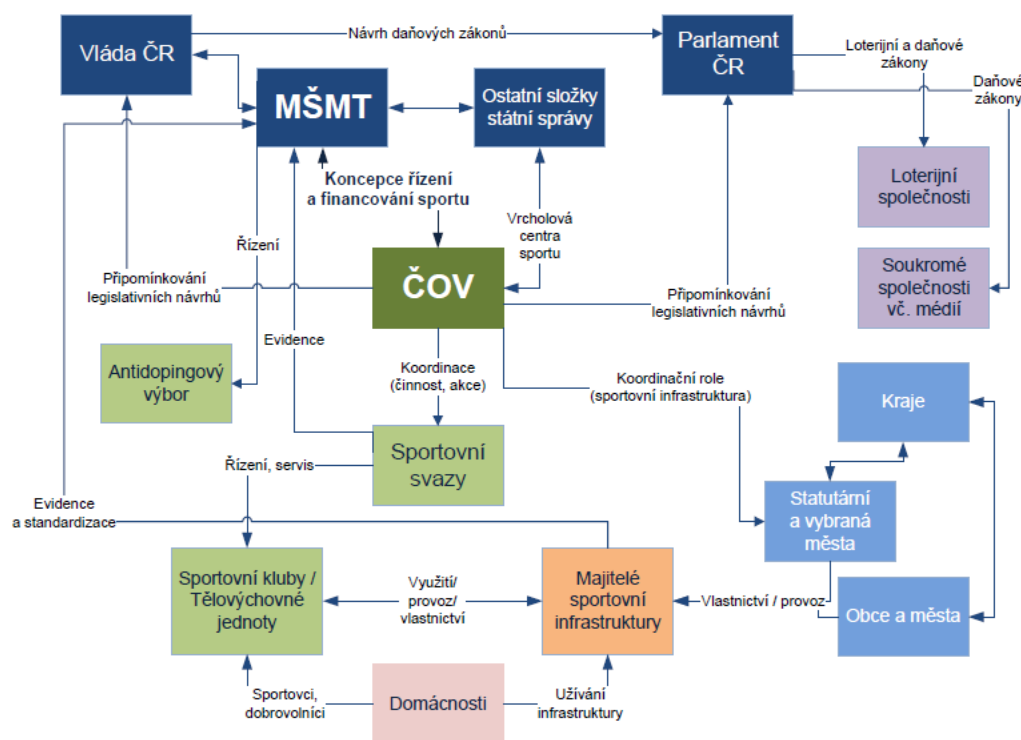 Vláda ČR
Návrh daňových zákonů
Parlament
ČR
Loterijní a daňové
zákony
Daňové
zákony
MŠMT
Ostatní složky
státní správy
Koncepce řízení
a financování sportu
Loterijní
společnosti
Řízení
Vrcholová
centra
sportu
ČOV
Připomínkování
legislativních návrhů
Připomínkování
legislativních návrhů
Soukromé
společnosti
vč. médií
Evidence
Antidopingový
výbor
Koordinace
(činnost, akce)
Koordinační role
(sportovní infrastruktura)
Kraje
Sportovní
svazy
Řízení, servis
Evidence
a standardizace
Statutární
a vybraná
města
Sportovní kluby /
Tělovýchovné
jednoty
Využití/
provoz/
vlastnictví
Majitelé
sportovní
infrastruktury
Vlastnictví / provoz
Obce a města
Sportovci,
dobrovolníci
Domácnosti
Užívání
infrastruktury